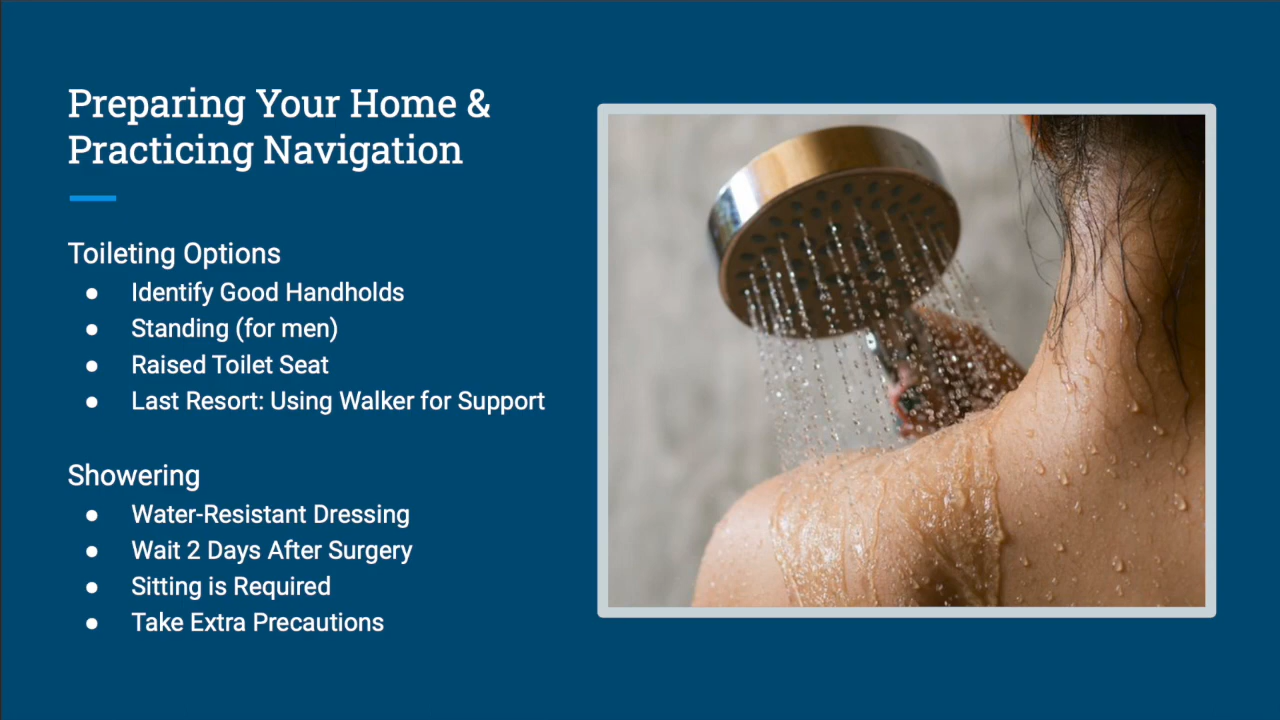 Preparing Your Home &
Practicing Navigation
Toileting Options
● Identify Good Handholds
● Standing (for men)
● Raised Toilet Seat
● Last Resort: Using Walker for Support
Showering
● Water-Resistant Dressing
● Wait 2 Days After Surgery
● Sitting is Required
● Take Extra Precautions